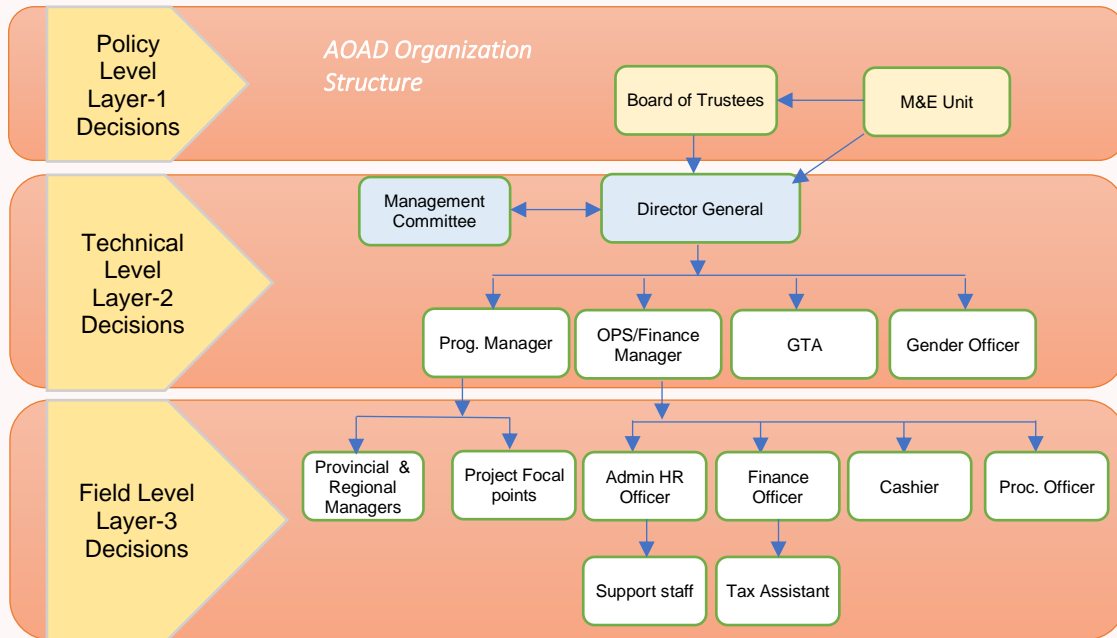 Policy
Level
Layer-1
Decisions
AOAD Organization
Structure
Board of Trustees
M&E Unit
Technical
Level
Layer-2
Decisions
Management
Committee
Director General
Prog. Manager
OPS/Finance
Manager
GTA
Gender Officer
Field Level
Layer-3
Decisions
Provincial &
Regional
Managers
Project Focal
points
Admin HR
Officer
Finance
Officer
Cashier
Proc. Officer
Support staff
Tax Assistant